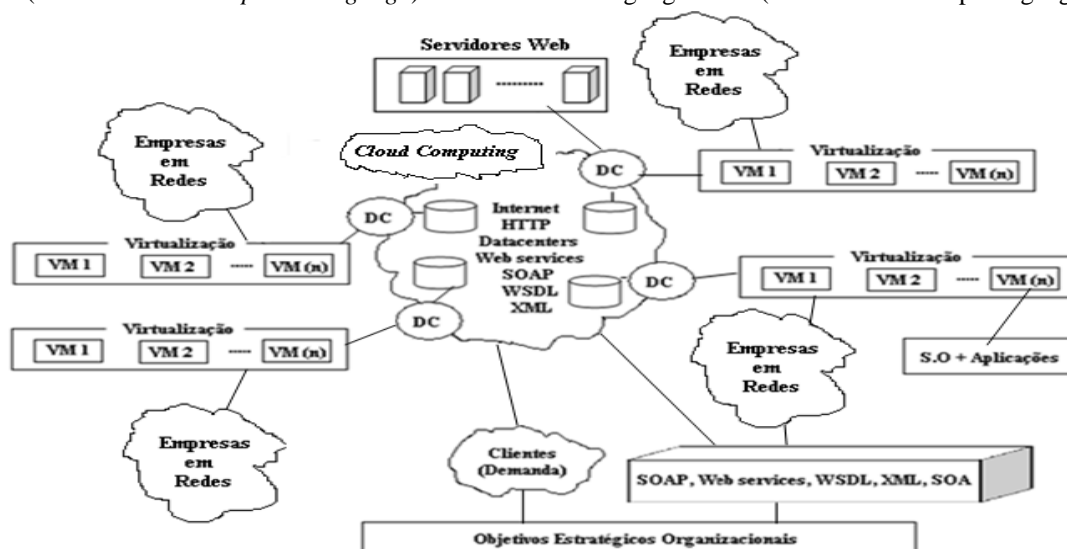 Servidores Web
Empresas
em
Redes
Empresas
em
Redes
Cloud Computing
Virtualização
VM 1 VM 2 ----- VM (n)
DC
DC
Internet
HTTP
Datacenters
Web services
SOAP
WSDL
XML
Virtualização
VM 1 VM 2 ----- VM (n)
Virtualização
VM 1 VM 2 ----- VM (n)
DC
DC
Virtualização
VM 1 VM 2 ----- VM (n)
Empresas
em
Redes
S.O + Aplicações
Empresas
em
Redes
Clientes
(Demanda)
SOAP, Web services, WSDL, XML, SOA
Objetivos Estratégicos Organizacionais